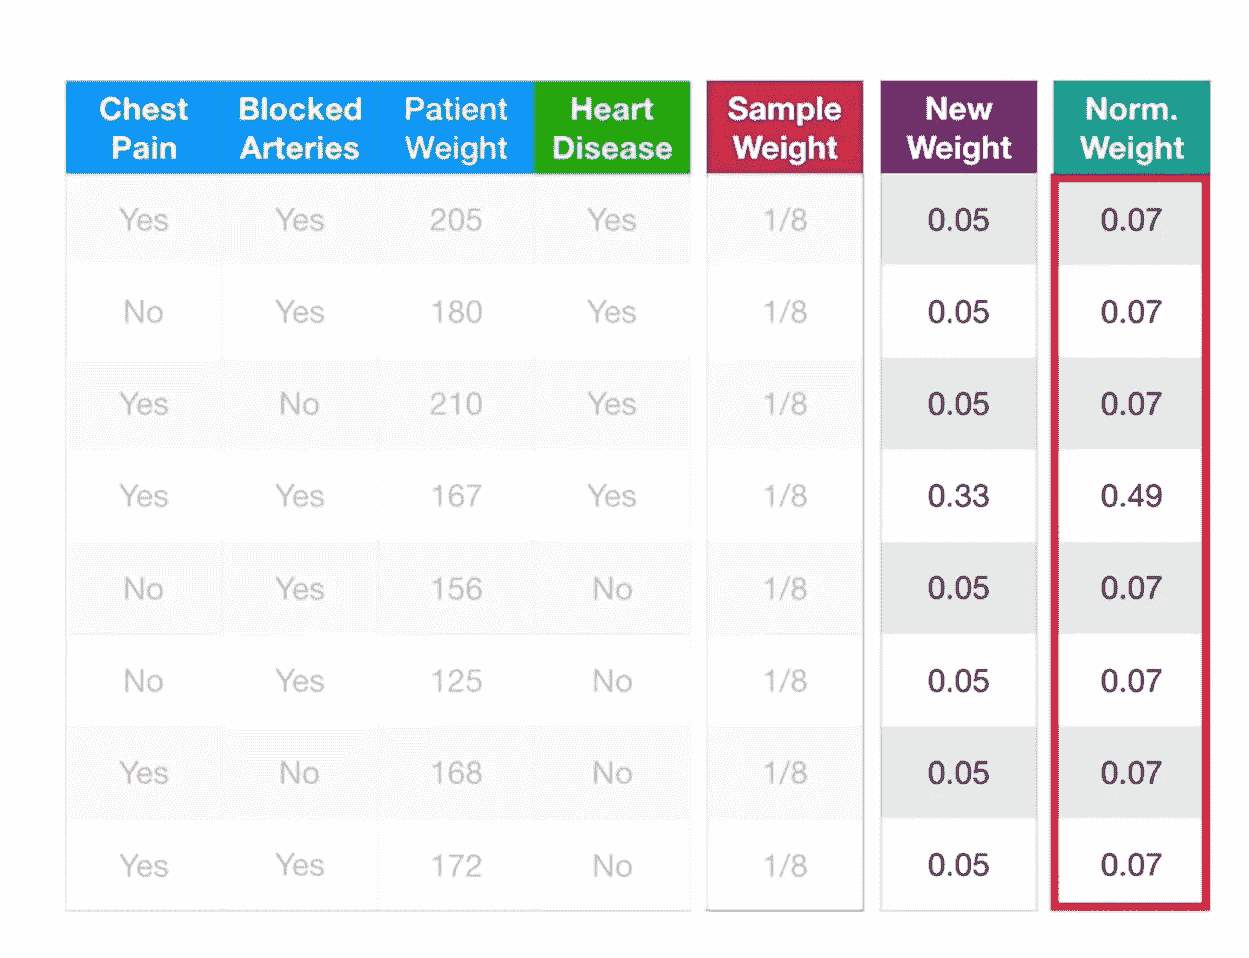 Chest Pain Blocked Arteries Patient Weight Heart Disease Sample Weight New Weight Norm. Weight
Yes Yes 205 Yes 1/8 0.05 0.07
No Yes 180 Yes 1/8 0.05 0.07
Yes No 210 Yes 1/8 0.05 0.07
Yes Yes 167 Yes 1/8 0.33 0.49
No Yes 156 No 1/8 0.05 0.07
No Yes 125 No 1/8 0.05 0.07
Yes No 168 No 1/8 0.05 0.07
Yes Yes 172 No 1/8 0.05 0.07